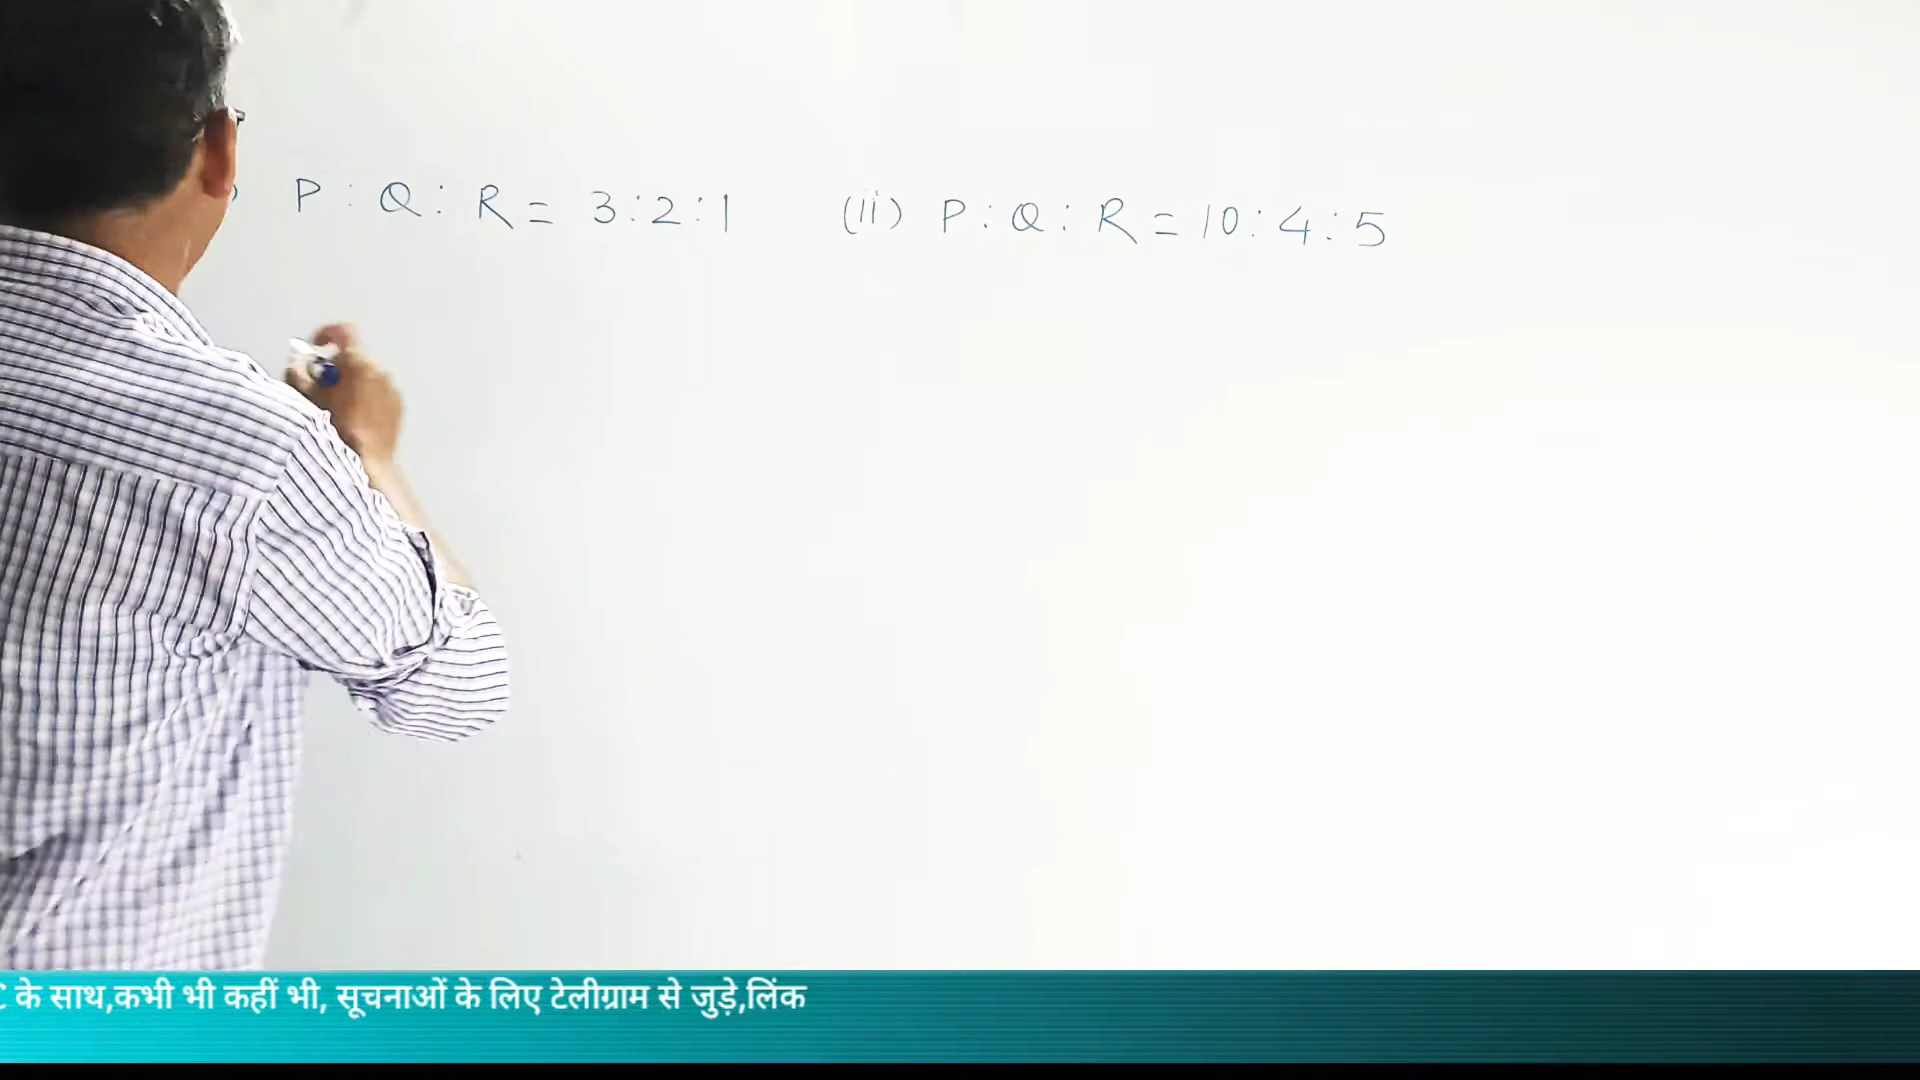 ) P : Q : R = 3 : 2 : 1 (ii) P : Q : R = 10 : 4 : 5
के साथ,कभी भी कहीं भी, सूचनाओं के लिए टेलीग्राम से जुड़े,लिंक